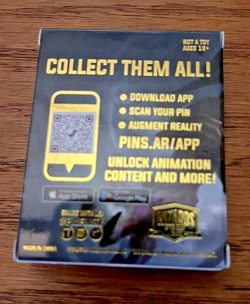 NOT A TOY
AGES 18+
COLLECT THEM ALL!
DOWNLOAD APP
SCAN YOUR PIN
AUGMENT REALITY
PINS.AR/APP
UNLOCK ANIMATION
CONTENT AND MORE!
App Store
Google Play
MADE IN CHINA